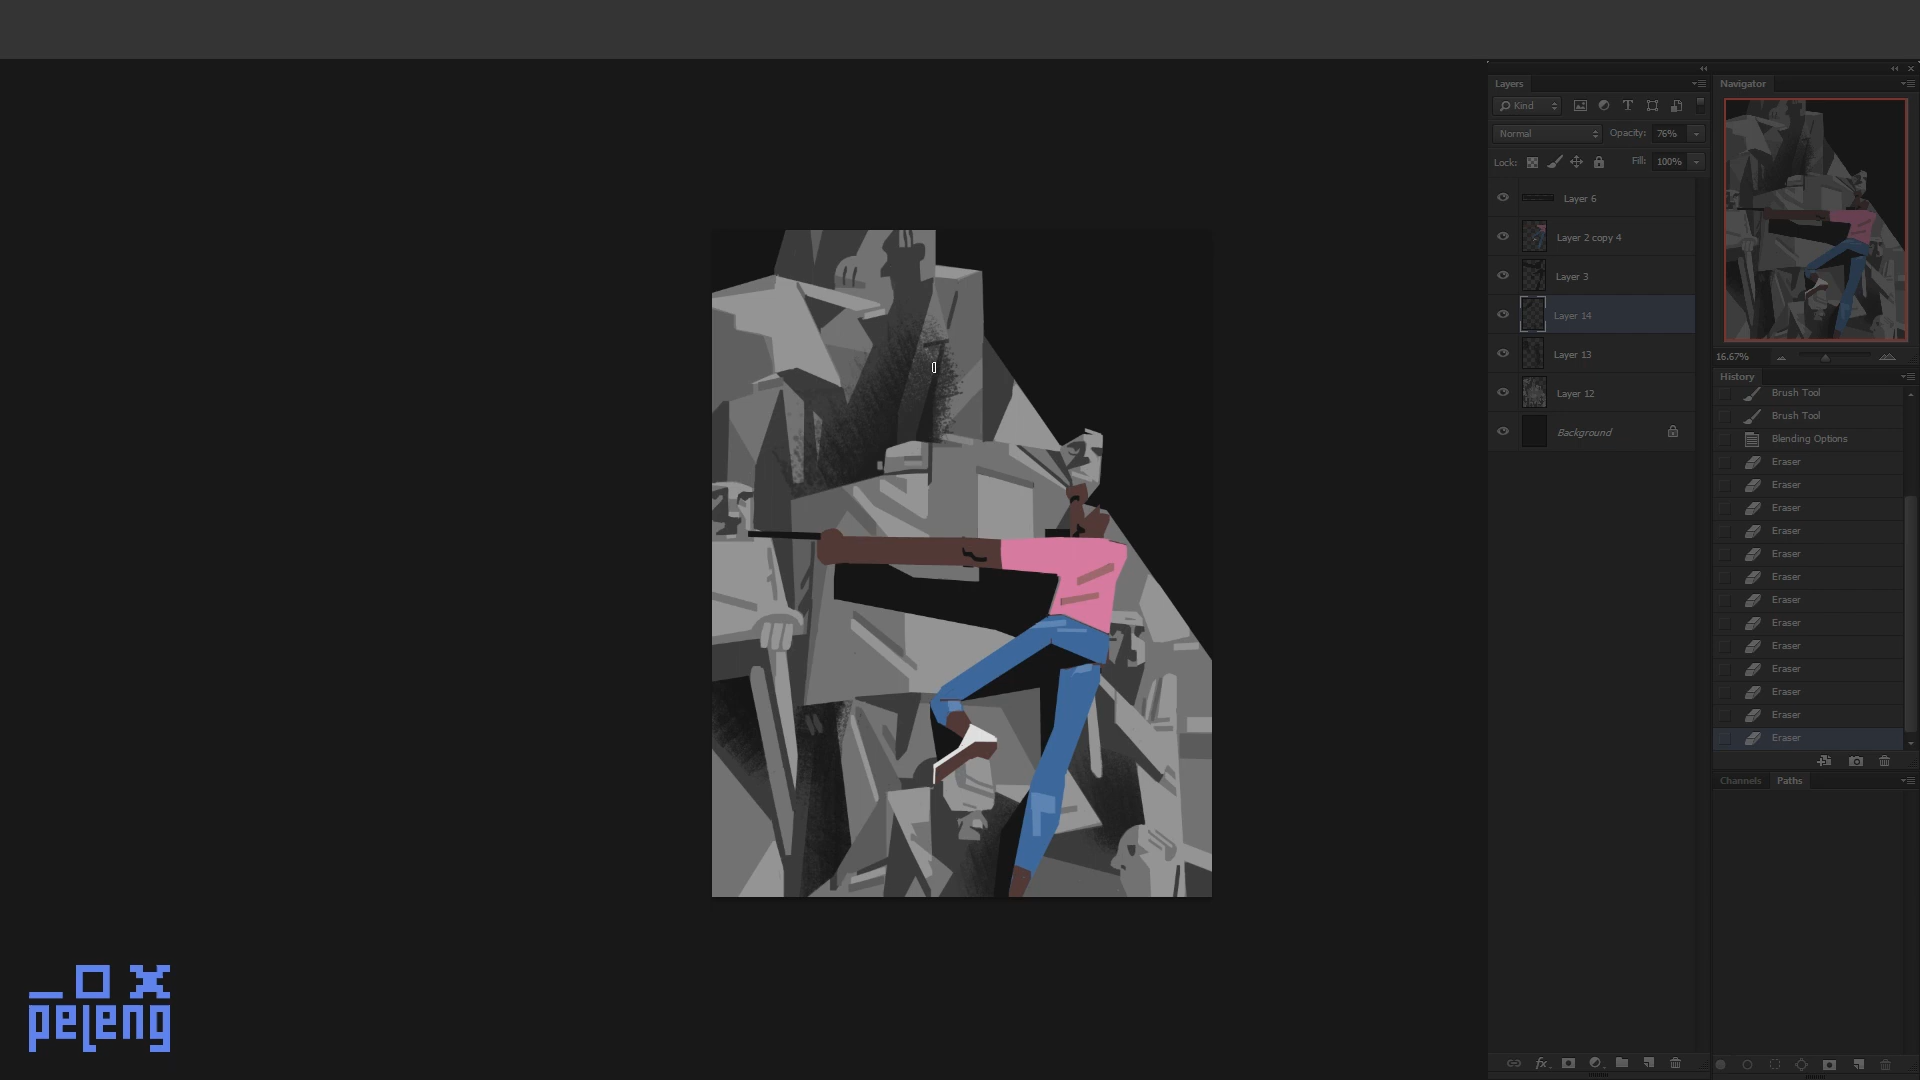 Layers
Kind
Normal
Opacity: 76%
Lock:
Fill: 100%
Layer 6
Layer 2 copy 4
Layer 3
Layer 14
Layer 13
Layer 12
Background
Navigator
16.67%
History
Brush Tool
Brush Tool
Blending Options
Eraser
Eraser
Eraser
Eraser
Eraser
Eraser
Eraser
Eraser
Eraser
Eraser
Eraser
Eraser
Eraser
Channels
Paths
fx
_ o x
peleng